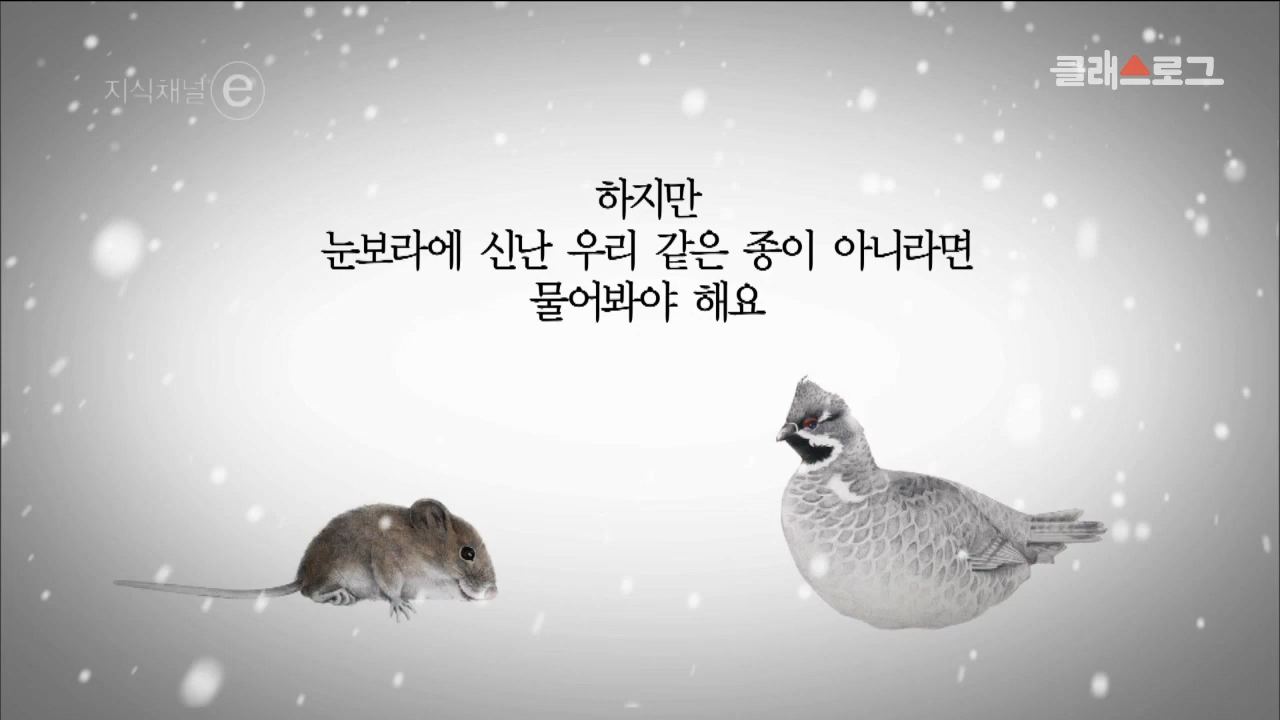 지식채널 e
클래스로그
하지만
눈보라에 신난 우리 같은 종이 아니라면
물어봐야 해요